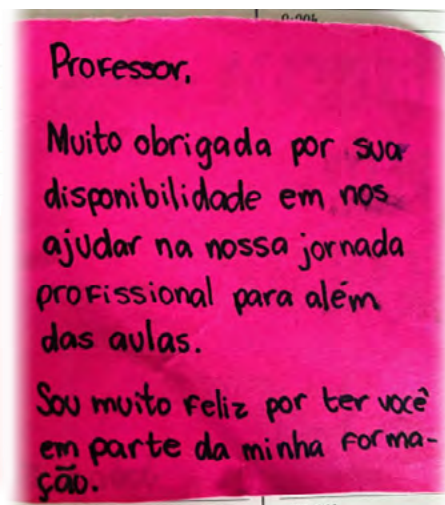 Professor,
Muito obrigada por sua
disponibilidade em nos
ajudar na nossa jornada
profissional para além
das aulas.
Sou muito feliz por ter você
em parte da minha forma-
ção.